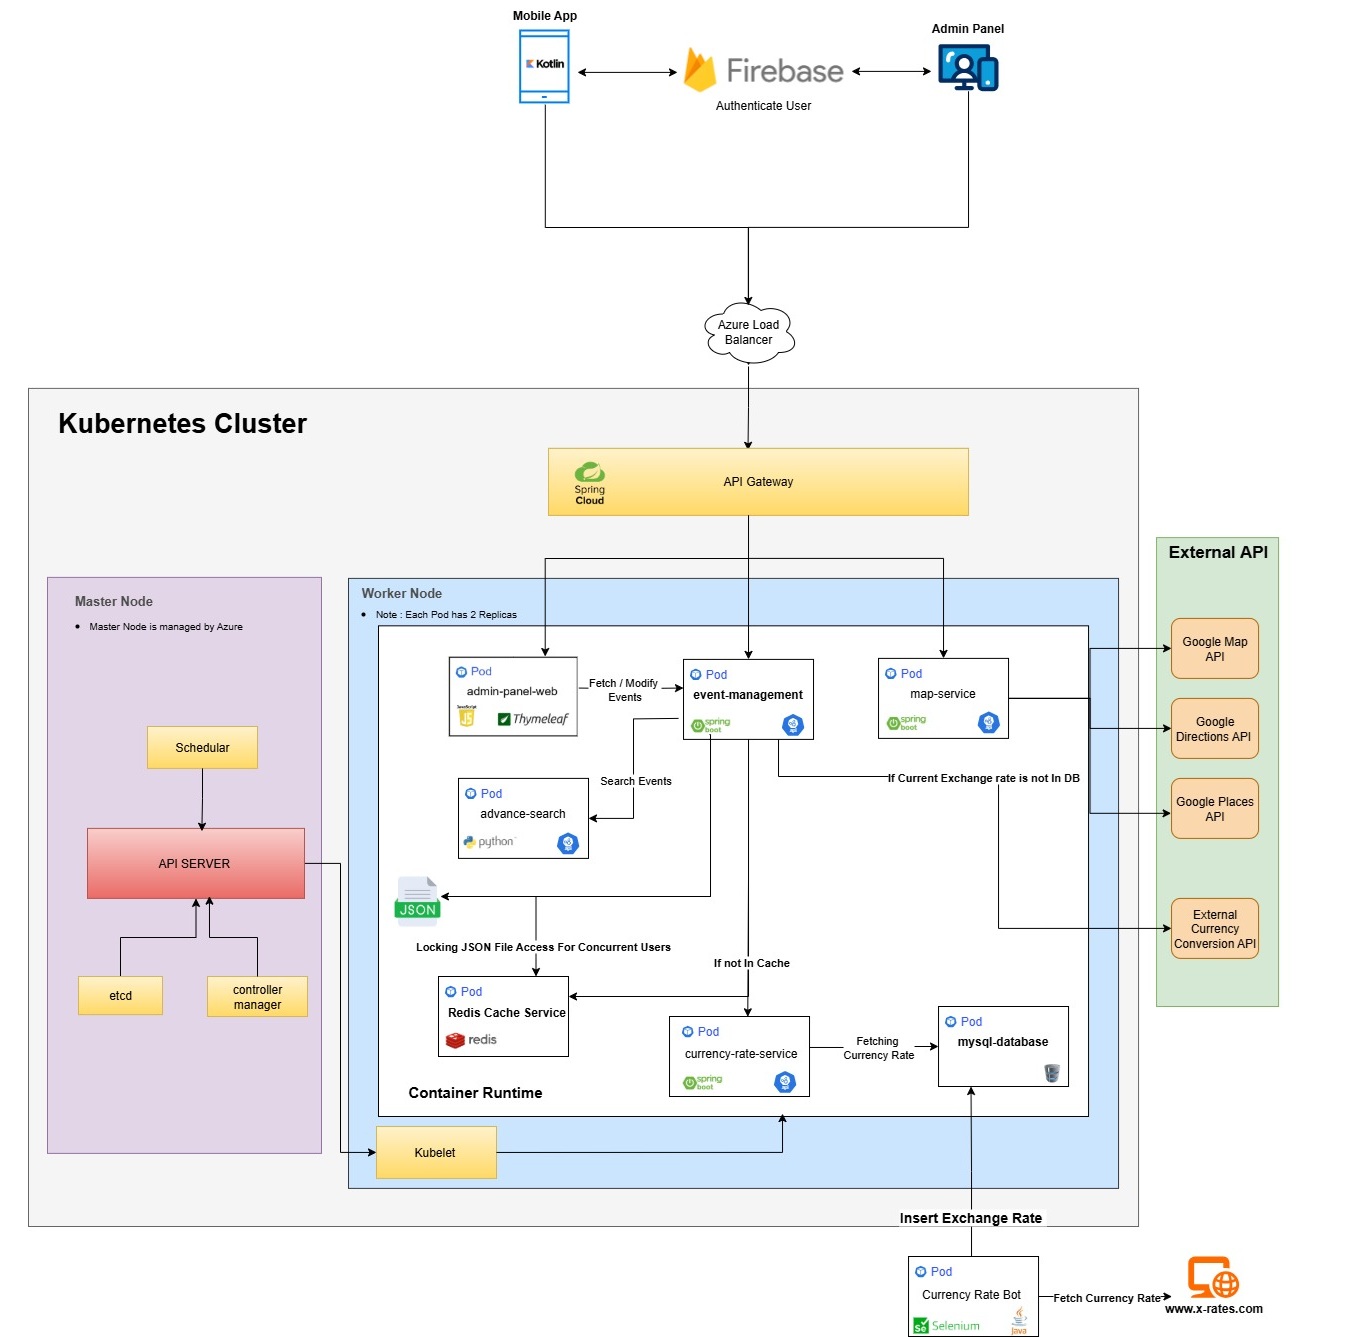 Mobile App
Admin Panel
Kotlin
Firebase
Authenticate User
Azure Load
Balancer
Kubernetes Cluster
Spring
Cloud
API Gateway
External API
Master Node
Master Node is managed by Azure
Worker Node
Note : Each Pod has 2 Replicas
Pod
admin-panel-web
JavaScript
JS
Thymeleaf
Fetch / Modify
Events
Pod
event-management
spring
boot
api
Pod
map-service
spring
boot
api
Google Map
API
Google
Directions API
Google Places
API
External
Currency
Conversion API
Schedular
API SERVER
etcd
controller
manager
Search Events
If Current Exchange rate is not In DB
Pod
advance-search
python
api
JSON
Locking JSON File Access For Concurrent Users
If not In Cache
Pod
Redis Cache Service
redis
Pod
currency-rate-service
spring
boot
api
Fetching
Currency Rate
Pod
mysql-database
Container Runtime
Kubelet
Insert Exchange Rate
Pod
Currency Rate Bot
Se
Selenium
Java
Fetch Currency Rate
www.x-rates.com